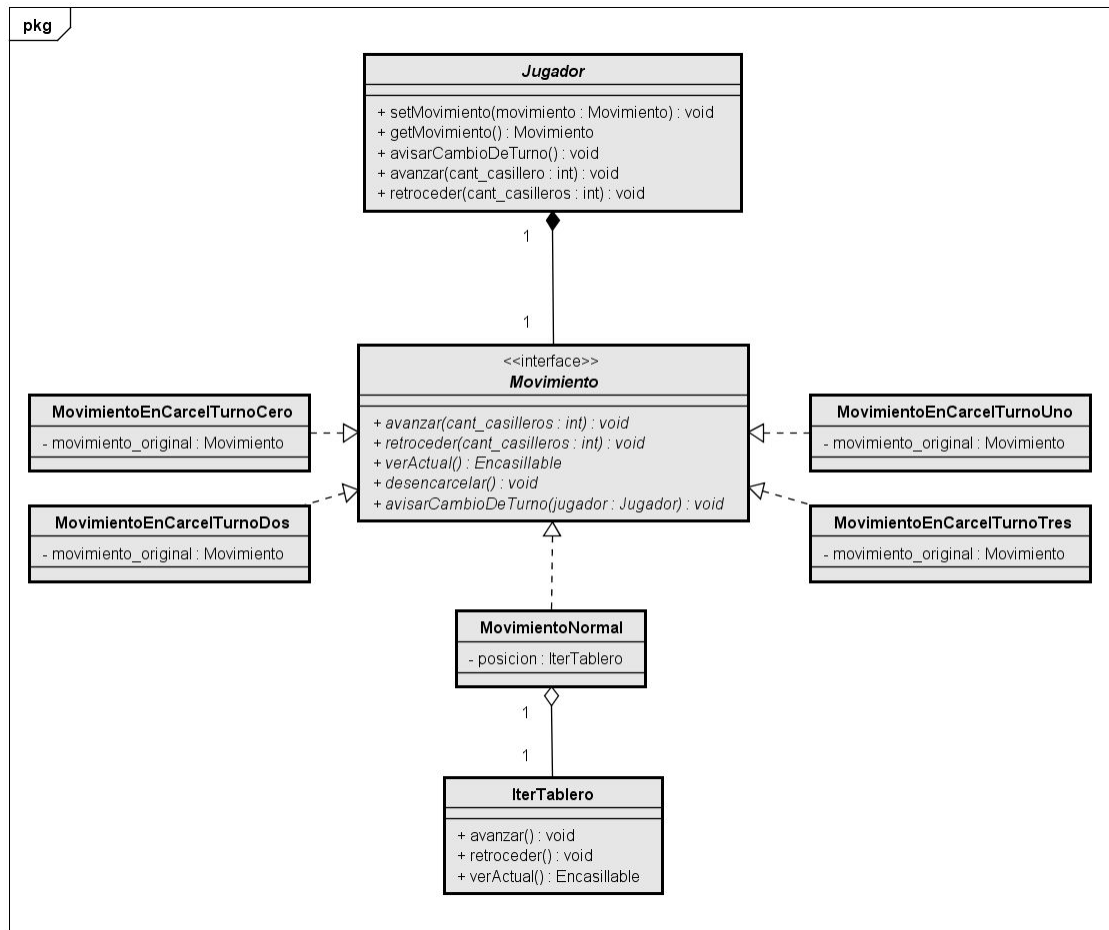 pkg
Jugador
+ setMovimiento(movimiento : Movimiento) : void
+ getMovimiento() : Movimiento
+ avisarCambioDeTurno() : void
+ avanzar(cant_casillero : int) : void
+ retroceder(cant_casilleros : int) : void
1
1
<<interface>>
Movimiento
+ avanzar(cant_casilleros : int) : void
+ retroceder(cant_casilleros : int) : void
+ verActual() : Encasillable
+ desencarcelar() : void
+ avisarCambioDeTurno(jugador : Jugador) : void
MovimientoEnCarcelTurnoCero
- movimiento_original : Movimiento
MovimientoEnCarcelTurnoUno
- movimiento_original : Movimiento
MovimientoEnCarcelTurnoDos
- movimiento_original : Movimiento
MovimientoEnCarcelTurnoTres
- movimiento_original : Movimiento
MovimientoNormal
- posicion : IterTablero
1
1
IterTablero
+ avanzar() : void
+ retroceder() : void
+ verActual() : Encasillable